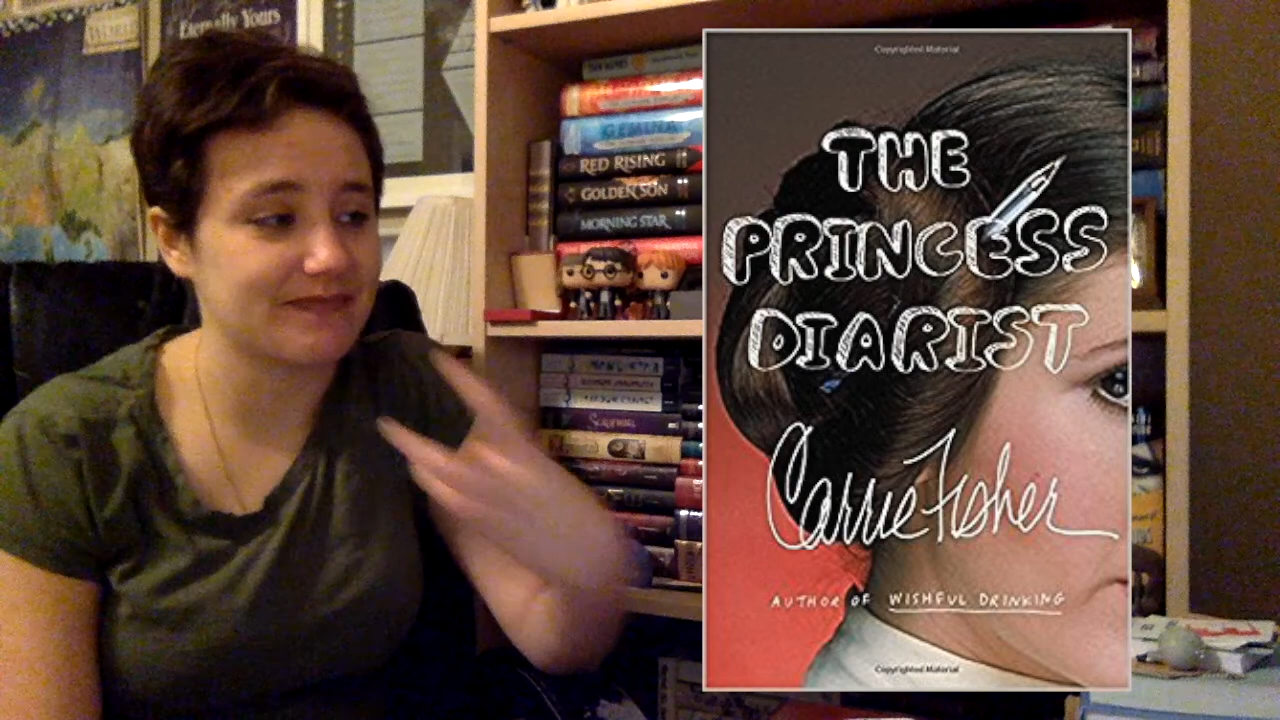 Eternally Yours
GEMINA
RED RISING
GOLDEN SON
MORNING STAR
Copyrighted Material
THE
PRINCESS
DIARIST
Carrie Fisher
AUTHOR OF WISHFUL DRINKING
Copyrighted Material